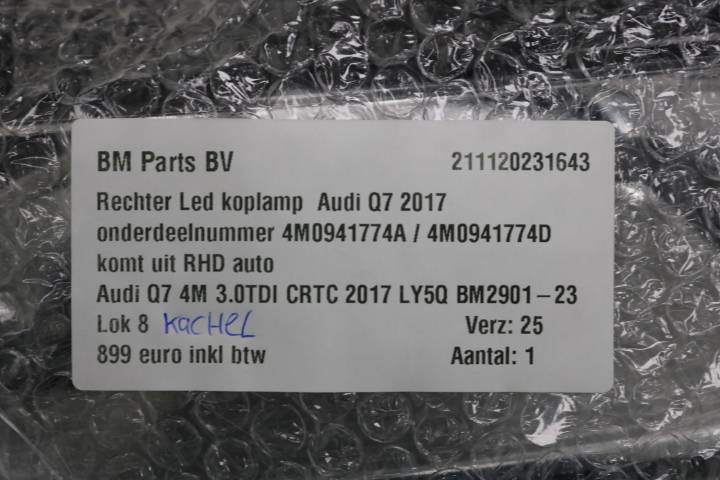 BM Parts BV 211120231643
Rechter Led koplamp Audi Q7 2017
onderdeelnummer 4M0941774A / 4M0941774D
komt uit RHD auto
Audi Q7 4M 3.0TDI CRTC 2017 LY5Q BM2901-23
Lok 8 KACHEL Verz: 25
899 euro inkl btw Aantal: 1